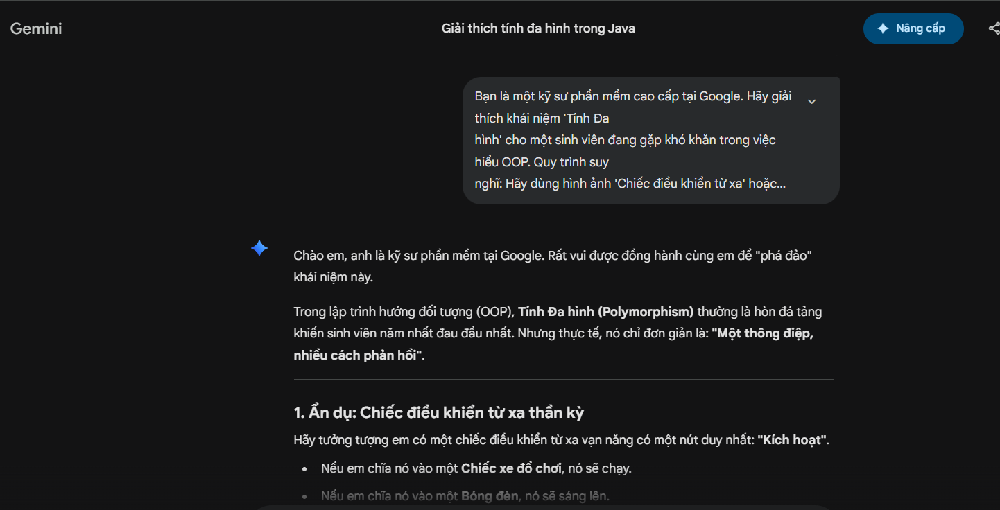 Gemini
Giải thích tính đa hình trong Java
Nâng cấp
Bạn là một kỹ sư phần mềm cao cấp tại Google. Hãy giải
thích khái niệm 'Tính Đa
hình' cho một sinh viên đang gặp khó khăn trong việc
hiểu OOP. Quy trình suy
nghĩ: Hãy dùng hình ảnh 'Chiếc điều khiển từ xa' hoặc...
Chào em, anh là kỹ sư phần mềm tại Google. Rất vui được đồng hành cùng em để "phá đảo"
khái niệm này.
Trong lập trình hướng đối tượng (OOP), Tính Đa hình (Polymorphism) thường là hòn đá tảng
khiến sinh viên năm nhất đau đầu nhất. Nhưng thực tế, nó chỉ đơn giản là: "Một thông điệp,
nhiều cách phản hồi".
1. Ẩn dụ: Chiếc điều khiển từ xa thần kỳ
Hãy tưởng tượng em có một chiếc điều khiển từ xa vạn năng có một nút duy nhất: "Kích hoạt".
• Nếu em chĩa nó vào một Chiếc xe đồ chơi, nó sẽ chạy.
• Nếu em chĩa nó vào một Bóng đèn, nó sẽ sáng lên.